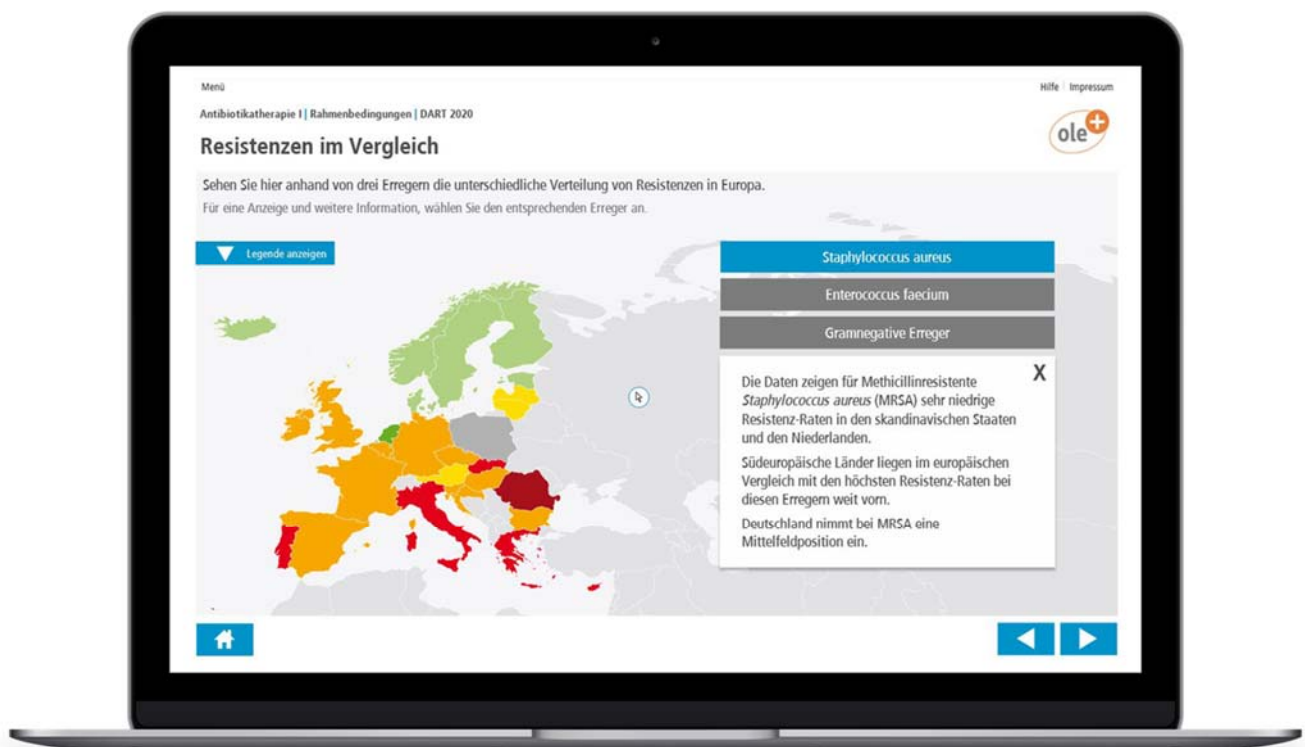 Menü
Hilfe | Impressum
Antibiotikatherapie I | Rahmenbedingungen | DART 2020
ole+
Resistenzen im Vergleich
Sehen Sie hier anhand von drei Erregern die unterschiedliche Verteilung von Resistenzen in Europa.
Für eine Anzeige und weitere Information, wählen Sie den entsprechenden Erreger an.
Legende anzeigen
Staphylococcus aureus
Enterococcus faecium
Gramnegative Erreger
X
Die Daten zeigen für Methicillinresistente
Staphylococcus aureus (MRSA) sehr niedrige
Resistenz-Raten in den skandinavischen Staaten
und den Niederlanden.
Südeuropäische Länder liegen im europäischen
Vergleich mit den höchsten Resistenz-Raten bei
diesen Erregern weit vorn.
Deutschland nimmt bei MRSA eine
Mittelfeldposition ein.